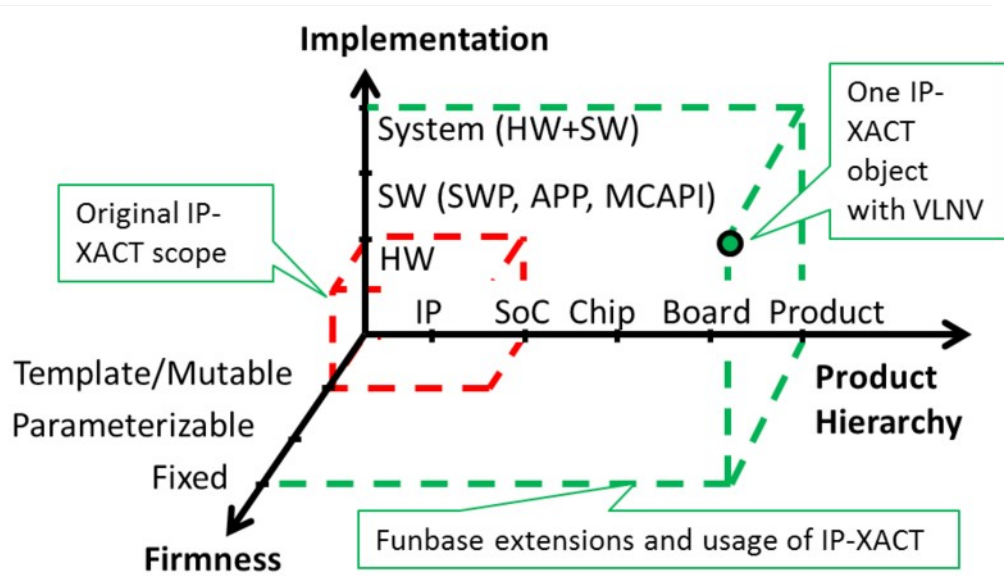 Implementation
System (HW+SW)
One IP-
XACT
object
with VLNV
SW (SWP, APP, MCAPI)
Original IP-
XACT scope
HW
IP SoC Chip Board Product
Template/Mutable
Product
Hierarchy
Parameterizable
Fixed
Funbase extensions and usage of IP-XACT
Firmness